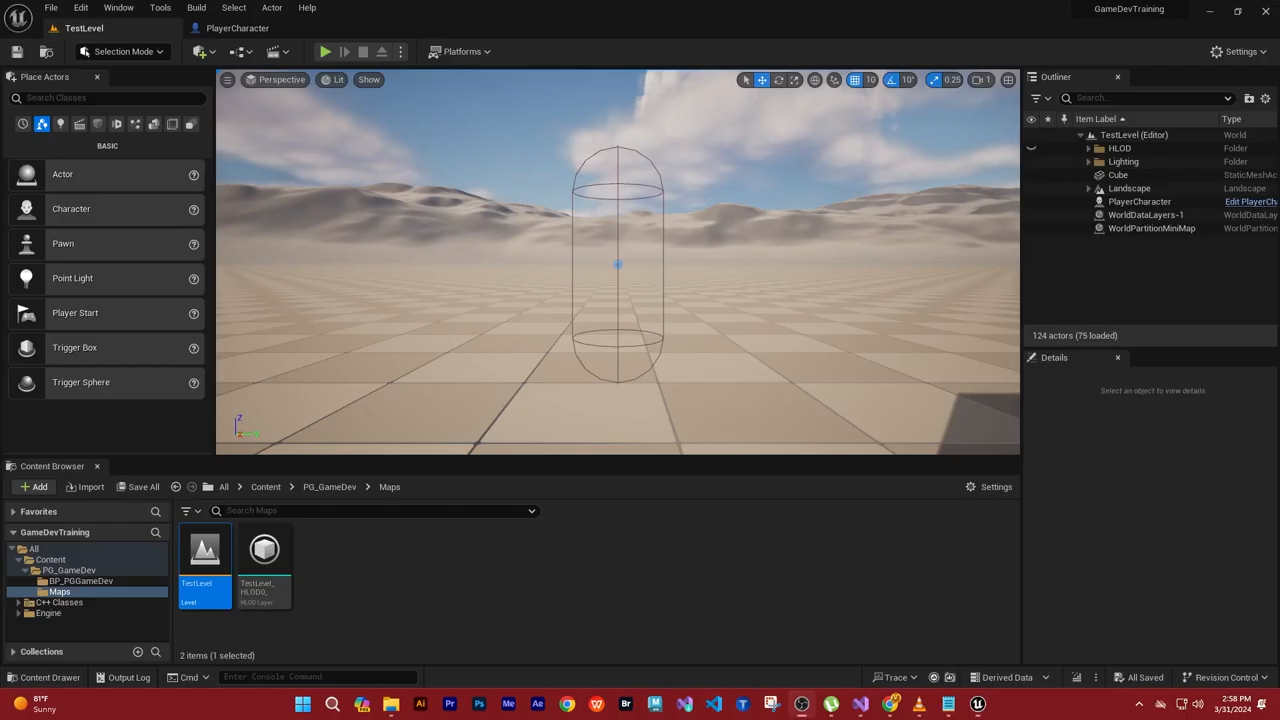 File Edit Window Tools Build Select Actor Help
GameDevTraining
TestLevel
PlayerCharacter
Selection Mode
Platforms
Settings
Place Actors
Search Classes
BASIC
Actor
Character
Pawn
Point Light
Player Start
Trigger Box
Trigger Sphere
Perspective Lit Show
10 10° 0.25 1
Z
Outliner
Search...
Item Label Type
TestLevel (Editor) World
HLOD Folder
Lighting Folder
Cube StaticMeshAc
Landscape Landscape
PlayerCharacter Edit PlayerCh
WorldDataLayers-1 WorldDataLay
WorldPartitionMiniMap WorldPartition
124 actors (75 loaded)
Details
Select an object to view details.
Content Browser
Add Import Save All All Content PG_GameDev Maps Settings
Favorites
Search Maps
GameDevTraining
All
Content
PG_GameDev
BP_PGGameDev
Maps
C++ Classes
Engine
TestLevel
Level
TestLevel_
HLOD0_
HLOD Layer
Collections
2 items (1 selected)
Content Drawer Output Log Cmd Enter Console Command Trace Derived Data All Saved Revision Control
81°F
Sunny
Ai Pr Ps Me Ae Br
2:58 PM
3/31/2024